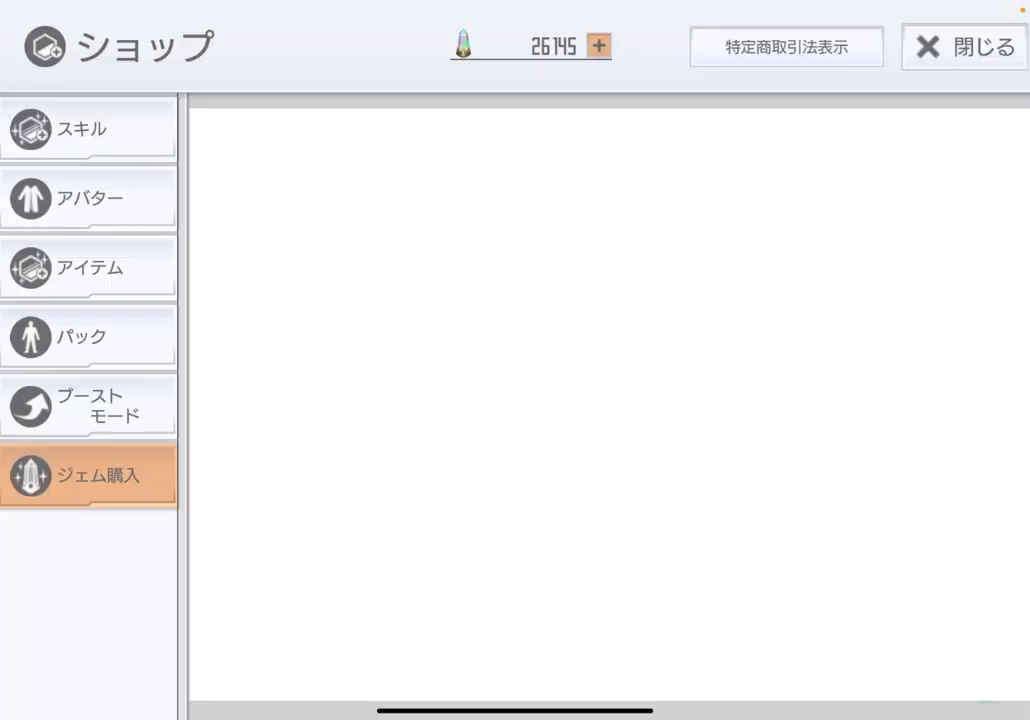 ショップ
26145
特定商取引法表示
閉じる
スキル
アバター
アイテム
パック
ブースト
モード
ジェム購入